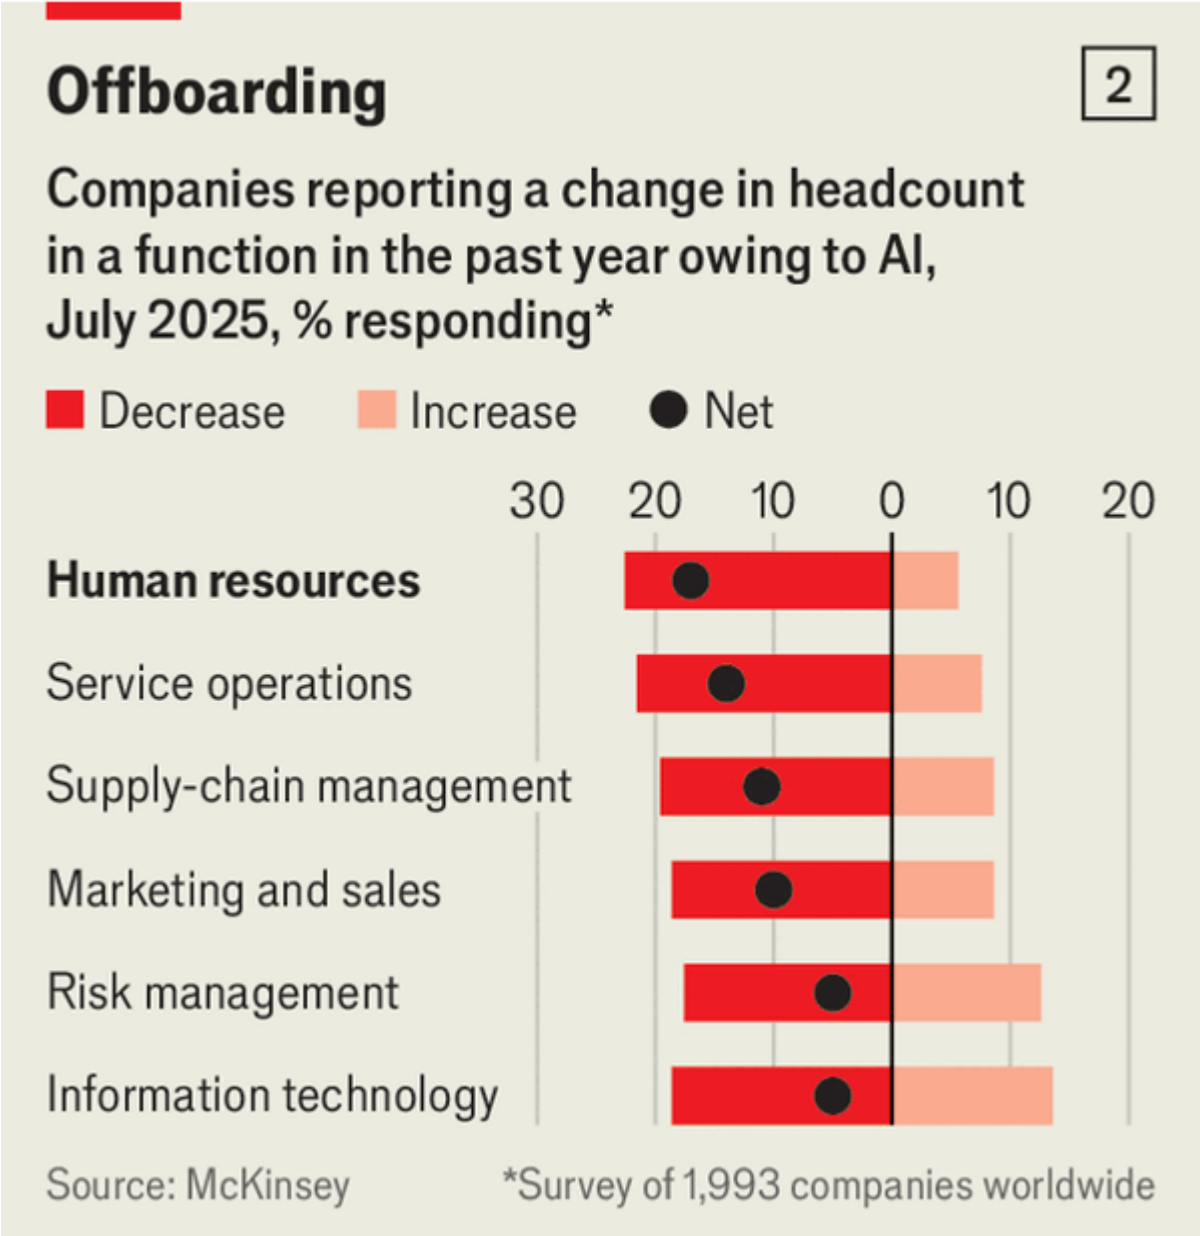 Offboarding
2
Companies reporting a change in headcount
in a function in the past year owing to AI,
July 2025, % responding*
Decrease Increase Net
30 20 10 0 10 20
Human resources
Service operations
Supply-chain management
Marketing and sales
Risk management
Information technology
Source: McKinsey *Survey of 1,993 companies worldwide